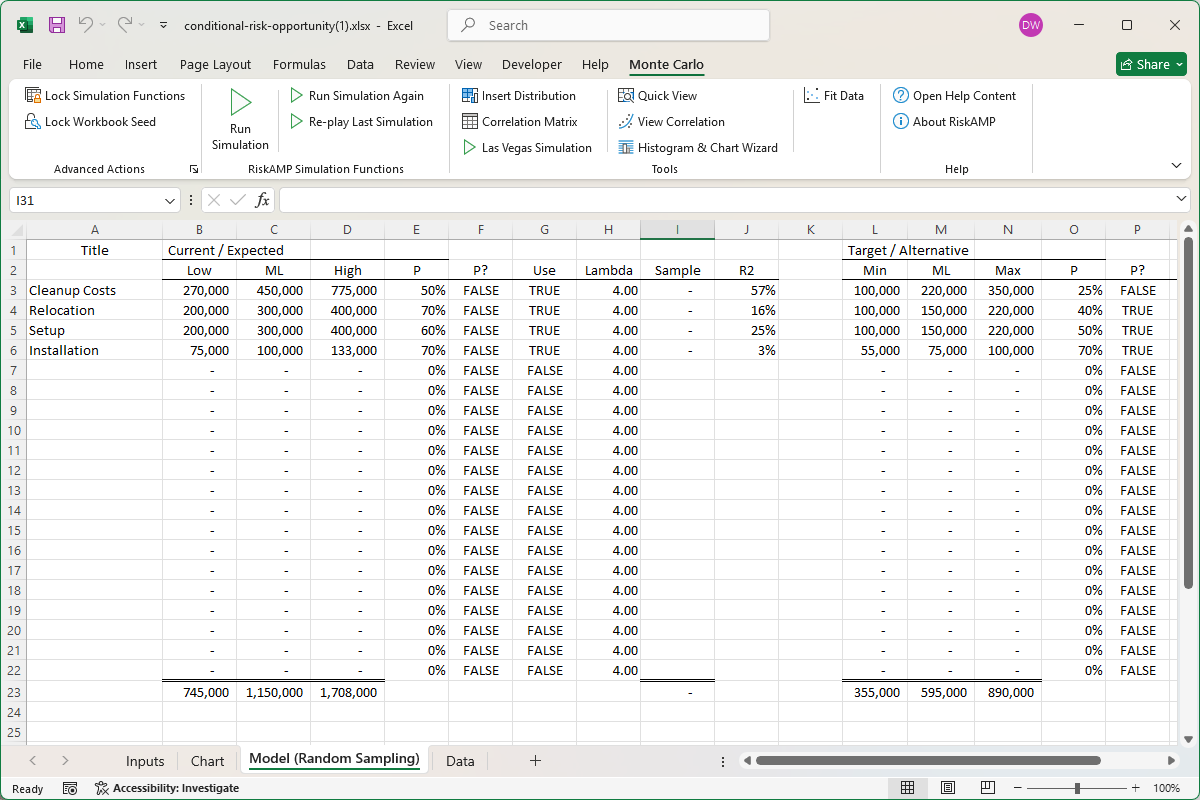 conditional-risk-opportunity(1).xlsx - Excel
Search
DW
File Home Insert Page Layout Formulas Data Review View Developer Help Monte Carlo Share
Lock Simulation Functions Run Simulation Again Insert Distribution Quick View Fit Data Open Help Content
Lock Workbook Seed Run Simulation Re-play Last Simulation Correlation Matrix View Correlation About RiskAMP
Las Vegas Simulation Histogram & Chart Wizard
Advanced Actions RiskAMP Simulation Functions Tools Help
I31 fx
A B C D E F G H I J K L M N O P
1 Title Current / Expected Target / Alternative
2 Low ML High P P? Use Lambda Sample R2 Min ML Max P P?
3 Cleanup Costs 270,000 450,000 775,000 50% FALSE TRUE 4.00 - 57% 100,000 220,000 350,000 25% FALSE
4 Relocation 200,000 300,000 400,000 70% FALSE TRUE 4.00 - 16% 100,000 150,000 220,000 40% TRUE
5 Setup 200,000 300,000 400,000 60% FALSE TRUE 4.00 - 25% 100,000 150,000 220,000 50% TRUE
6 Installation 75,000 100,000 133,000 70% FALSE TRUE 4.00 - 3% 55,000 75,000 100,000 70% TRUE
7 - - - 0% FALSE FALSE 4.00 - - - 0% FALSE
8 - - - 0% FALSE FALSE 4.00 - - - 0% FALSE
9 - - - 0% FALSE FALSE 4.00 - - - 0% FALSE
10 - - - 0% FALSE FALSE 4.00 - - - 0% FALSE
11 - - - 0% FALSE FALSE 4.00 - - - 0% FALSE
12 - - - 0% FALSE FALSE 4.00 - - - 0% FALSE
13 - - - 0% FALSE FALSE 4.00 - - - 0% FALSE
14 - - - 0% FALSE FALSE 4.00 - - - 0% FALSE
15 - - - 0% FALSE FALSE 4.00 - - - 0% FALSE
16 - - - 0% FALSE FALSE 4.00 - - - 0% FALSE
17 - - - 0% FALSE FALSE 4.00 - - - 0% FALSE
18 - - - 0% FALSE FALSE 4.00 - - - 0% FALSE
19 - - - 0% FALSE FALSE 4.00 - - - 0% FALSE
20 - - - 0% FALSE FALSE 4.00 - - - 0% FALSE
21 - - - 0% FALSE FALSE 4.00 - - - 0% FALSE
22 - - - 0% FALSE FALSE 4.00 - - - 0% FALSE
23 745,000 1,150,000 1,708,000 - 355,000 595,000 890,000
24
25
Inputs Chart Model (Random Sampling) Data +
Ready Accessibility: Investigate 100%